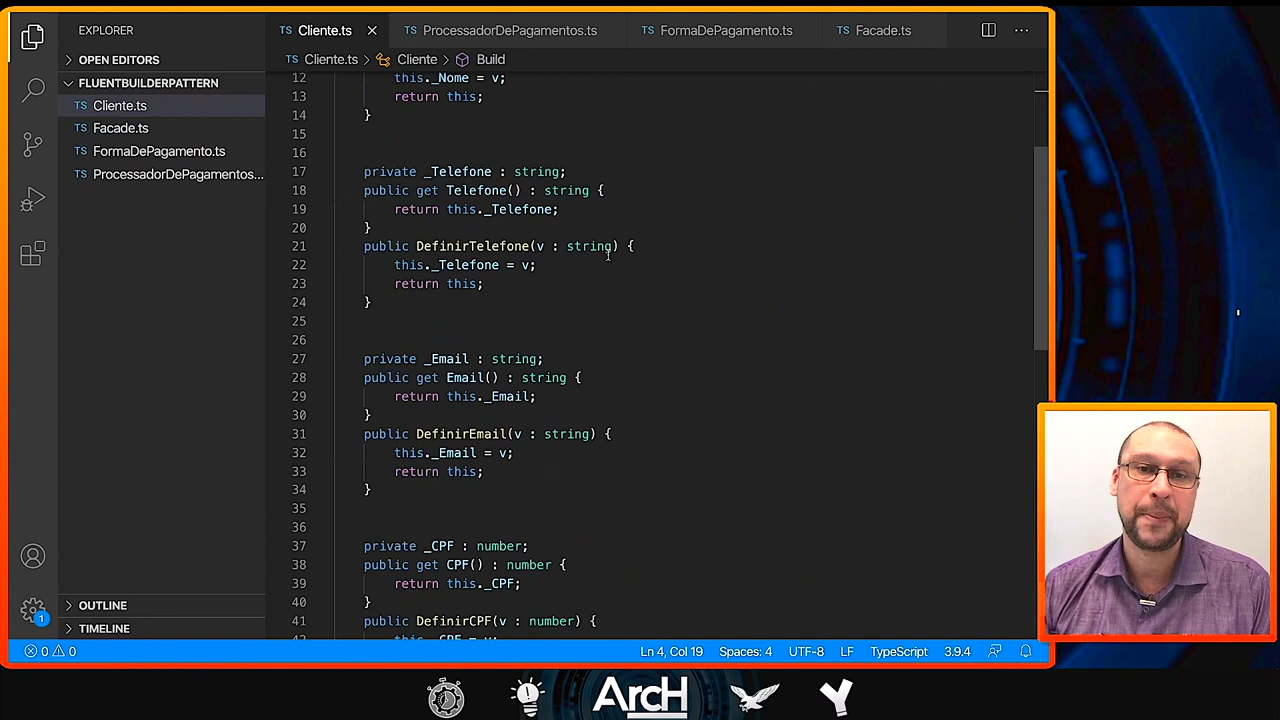 EXPLORER
OPEN EDITORS
FLUENTBUILDERPATTERN
TS Cliente.ts
TS Facade.ts
TS FormaDePagamento.ts
TS ProcessadorDePagamentos...
OUTLINE
TIMELINE
TS Cliente.ts
TS ProcessadorDePagamentos.ts
TS FormaDePagamento.ts
TS Facade.ts
TS Cliente.ts > Cliente > Build
12 this._Nome = v;
13 return this;
14 }
15
16
17 private _Telefone : string;
18 public get Telefone() : string {
19 return this._Telefone;
20 }
21 public DefinirTelefone(v : string) {
22 this._Telefone = v;
23 return this;
24 }
25
26
27 private _Email : string;
28 public get Email() : string {
29 return this._Email;
30 }
31 public DefinirEmail(v : string) {
32 this._Email = v;
33 return this;
34 }
35
36
37 private _CPF : number;
38 public get CPF() : number {
39 return this._CPF;
40 }
41 public DefinirCPF(v : number) {
42 this._CPF = v;
1
0 0
Ln 4, Col 19 Spaces: 4 UTF-8 LF TypeScript 3.9.4
ArcH